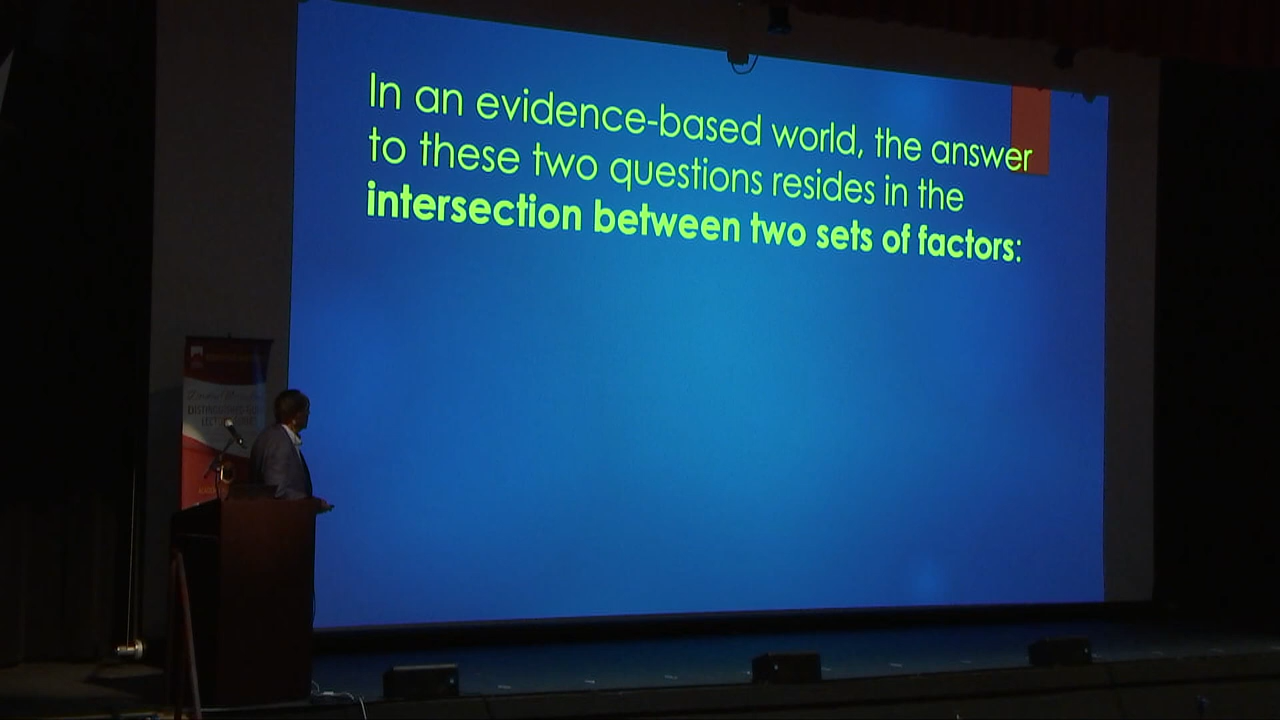 In an evidence-based world, the answer
to these two questions resides in the
intersection between two sets of factors: